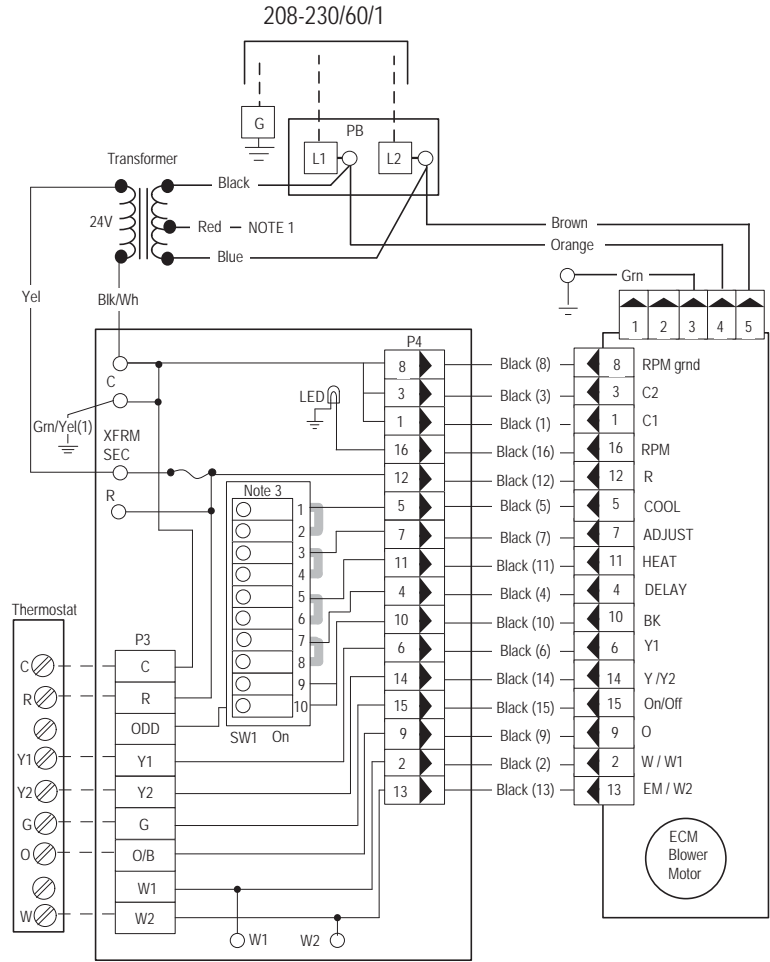 208-230/60/1
G
PB
L1
L2
Transformer
24V
Black
Red
NOTE 1
Blue
Brown
Orange
Grn
Yel
Blk/Wh
1 2 3 4 5
C
Grn/Yel(1)
XFRM
SEC
R
LED
P4
8
3
1
16
12
5
7
11
4
10
6
14
15
9
2
13
Note 3
1
2
3
4
5
6
7
8
9
10
SW1 On
Black (8)
Black (3)
Black (1)
Black (16)
Black (12)
Black (5)
Black (7)
Black (11)
Black (4)
Black (10)
Black (6)
Black (14)
Black (15)
Black (9)
Black (2)
Black (13)
8 RPM grnd
3 C2
1 C1
16 RPM
12 R
5 COOL
7 ADJUST
11 HEAT
4 DELAY
10 BK
6 Y1
14 Y /Y2
15 On/Off
9 O
2 W / W1
13 EM / W2
ECM
Blower
Motor
Thermostat
C
R
Y1
Y2
G
O
W
P3
C
R
ODD
Y1
Y2
G
O/B
W1
W2
W1
W2